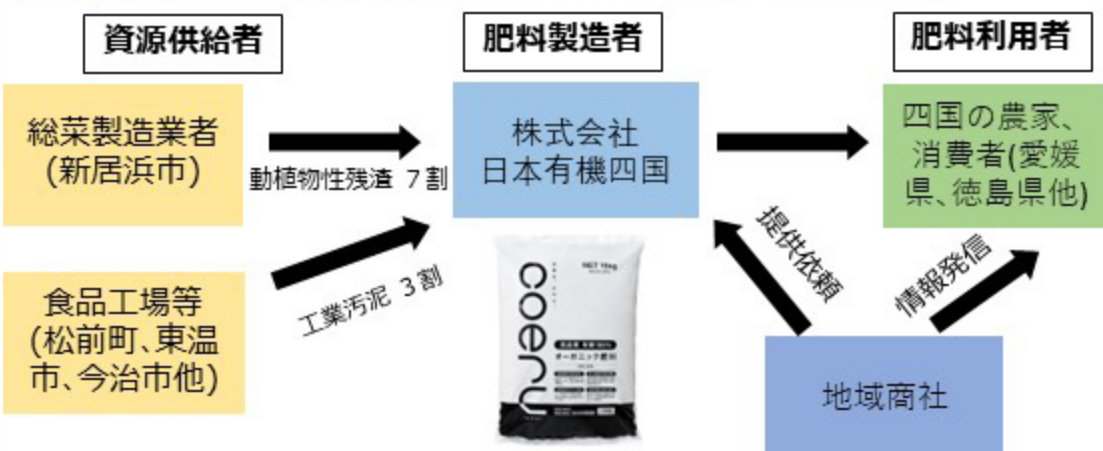 資源供給者
肥料製造者
肥料利用者
総菜製造業者
(新居浜市)
動植物性残渣 7割
食品工場等
(松前町、東温
市、今治市他)
工業汚泥 3割
株式会社
日本有機四国
coeru
NET 15kg
オーガニック肥料
四国の農家、
消費者(愛媛
県、徳島県他)
提供依頼
情報発信
地域商社